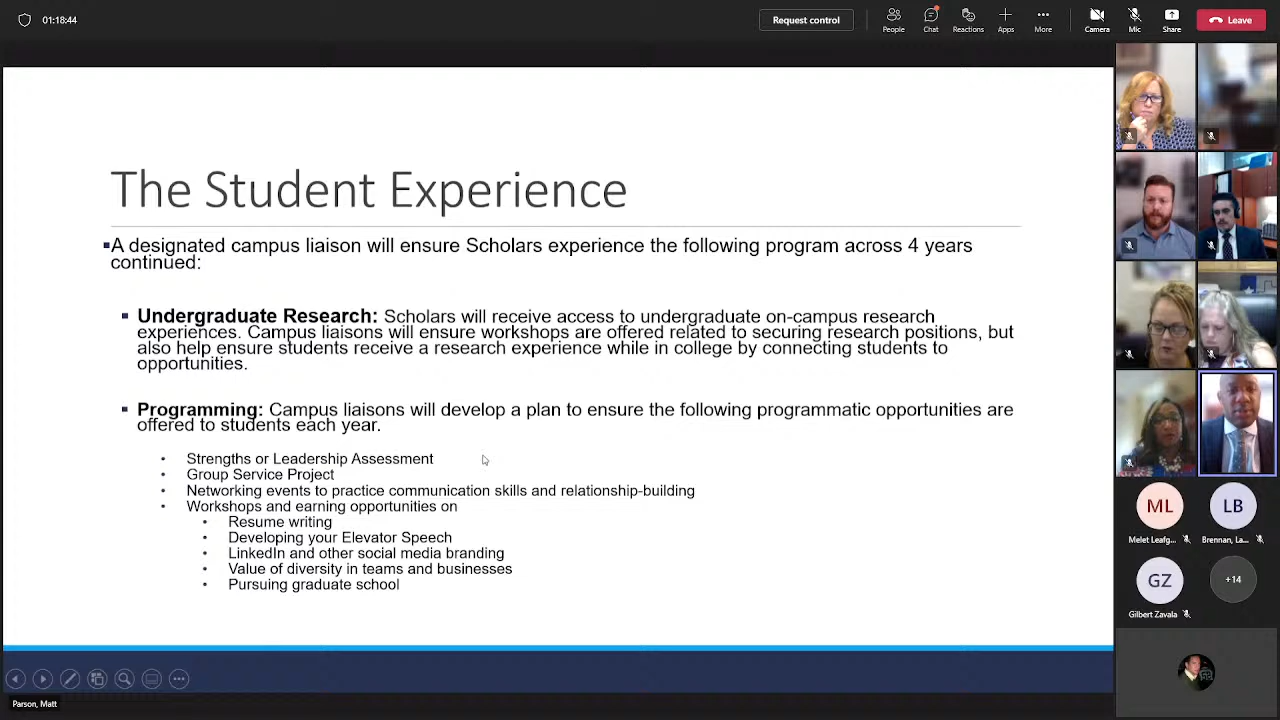 01:18:44
Request control
People
Chat
Reactions
Apps
More
Camera
Mic
Share
Leave
The Student Experience
A designated campus liaison will ensure Scholars experience the following program across 4 years
continued:
Undergraduate Research: Scholars will receive access to undergraduate on-campus research
experiences. Campus liaisons will ensure workshops are offered related to securing research positions, but
also help ensure students receive a research experience while in college by connecting students to
opportunities.
Programming: Campus liaisons will develop a plan to ensure the following programmatic opportunities are
offered to students each year.
Strengths or Leadership Assessment
Group Service Project
Networking events to practice communication skills and relationship-building
Workshops and earning opportunities on
Resume writing
Developing your Elevator Speech
LinkedIn and other social media branding
Value of diversity in teams and businesses
Pursuing graduate school
ML
LB
Melet Leafg...
Brennan, La...
GZ
+14
Gilbert Zavala
Parson, Matt